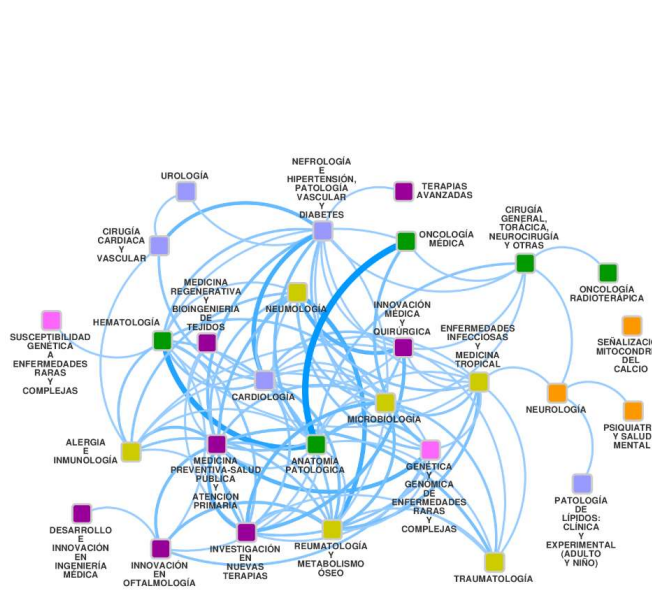 UROLOGÍA
NEFROLOGÍA
E
HIPERTENSIÓN,
PATOLOGÍA
VASCULAR
Y
DIABETES
TERAPIAS
AVANZADAS
CIRUGÍA
GENERAL,
TORÁCICA,
NEUROCIRUGÍA
Y OTRAS
CIRUGÍA
CARDIACA
Y
VASCULAR
ONCOLOGÍA
MÉDICA
ONCOLOGÍA
RADIOTERÁPICA
MEDICINA
REGENERATIVA
Y
BIOINGENIERIA
DE
TEJIDOS
NEUMOLOGÍA
INNOVACIÓN
MÉDICA
Y
QUIRÚRGICA
ENFERMEDADES
INFECCIOSAS
Y
MEDICINA
TROPICAL
HEMATOLOGÍA
SUSCEPTIBILIDAD
GENÉTICA
A
ENFERMEDADES
RARAS
Y
COMPLEJAS
SEÑALIZACI
MITOCONDRI
DEL
CALCIO
CARDIOLOGÍA
NEUROLOGÍA
MICROBIOLOGÍA
PSIQUIATR
Y SALUD
MENTAL
ALERGIA
E
INMUNOLOGÍA
MEDICINA
PREVENTIVA-SALUD
PÚBLICA
Y
ATENCIÓN
PRIMARIA
ANATOMÍA
PATOLÓGICA
GENÉTICA
Y
GENÓMICA
DE
ENFERMEDADES
RARAS
Y
COMPLEJAS
PATOLOGÍA
DE
LÍPIDOS:
CLÍNICA
Y
EXPERIMENTAL
(ADULTO
Y NIÑO)
DESARROLLO
E
INNOVACIÓN
EN
INGENIERÍA
MÉDICA
INNOVACIÓN
EN
OFTALMOLOGÍA
INVESTIGACIÓN
EN
NUEVAS
TERAPIAS
REUMATOLOGÍA
Y
METABOLISMO
ÓSEO
TRAUMATOLOGÍA